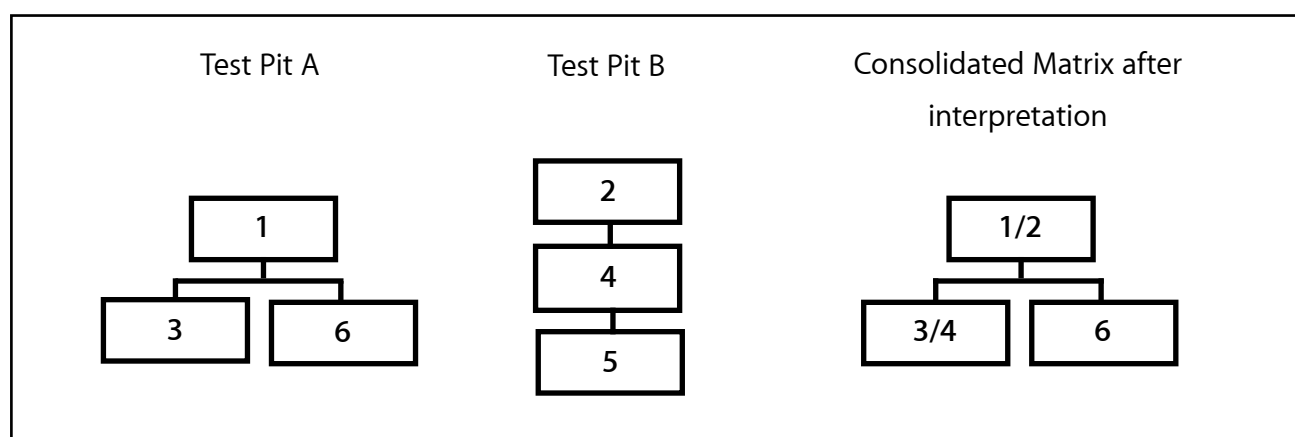 Test Pit A
1
3
6
Test Pit B
2
4
5
Consolidated Matrix after
interpretation
1/2
3/4
6